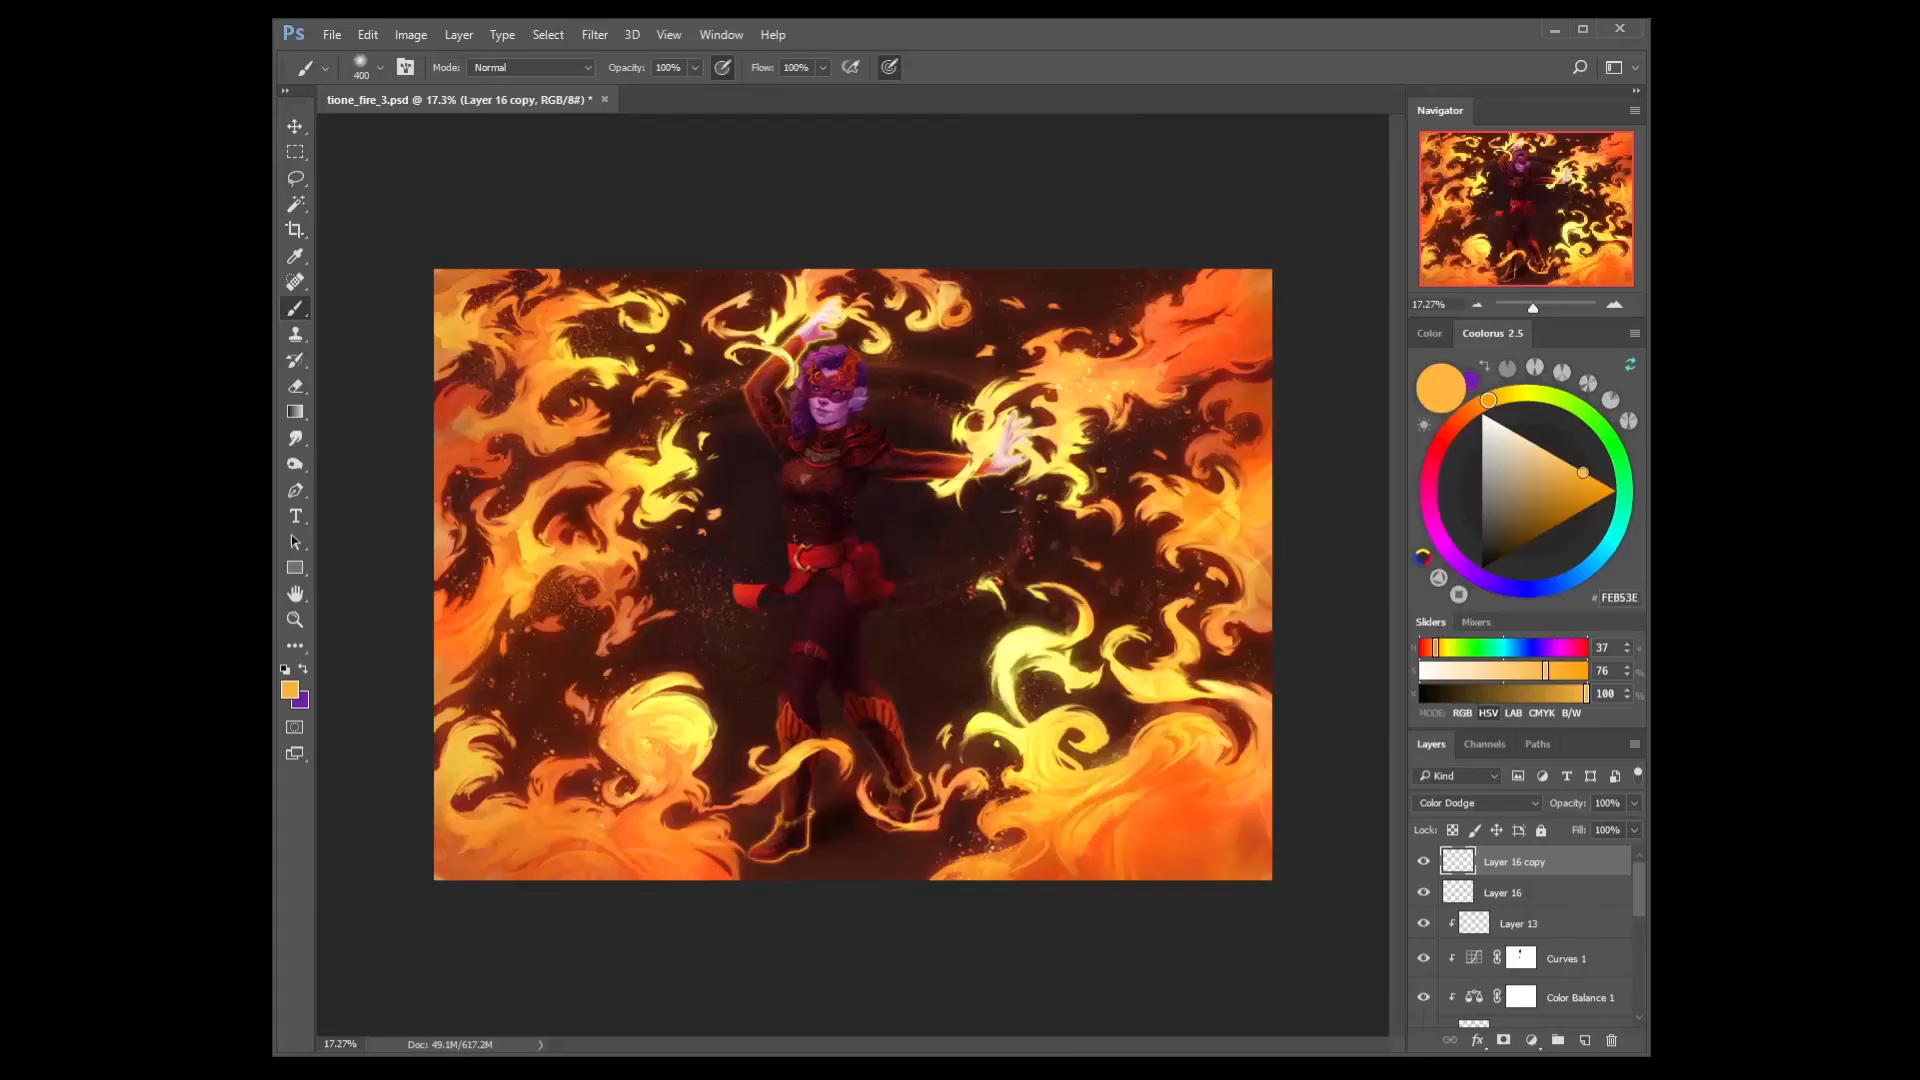 Ps File Edit Image Layer Type Select Filter 3D View Window Help
400 Mode: Normal Opacity: 100% Flow: 100%
tione_fire_3.psd @ 17.3% (Layer 16 copy, RGB/8#) *
Navigator
17.27%
Color Coolorus 2.5
# FEB53E
Sliders Mixers
H 37 °
S 76 %
V 100 %
MODE: RGB HSV LAB CMYK B/W
Layers Channels Paths
Kind
Color Dodge Opacity: 100%
Lock: Fill: 100%
Layer 16 copy
Layer 16
Layer 13
Curves 1
Color Balance 1
fx
17.27% Doc: 49.1M/617.2M